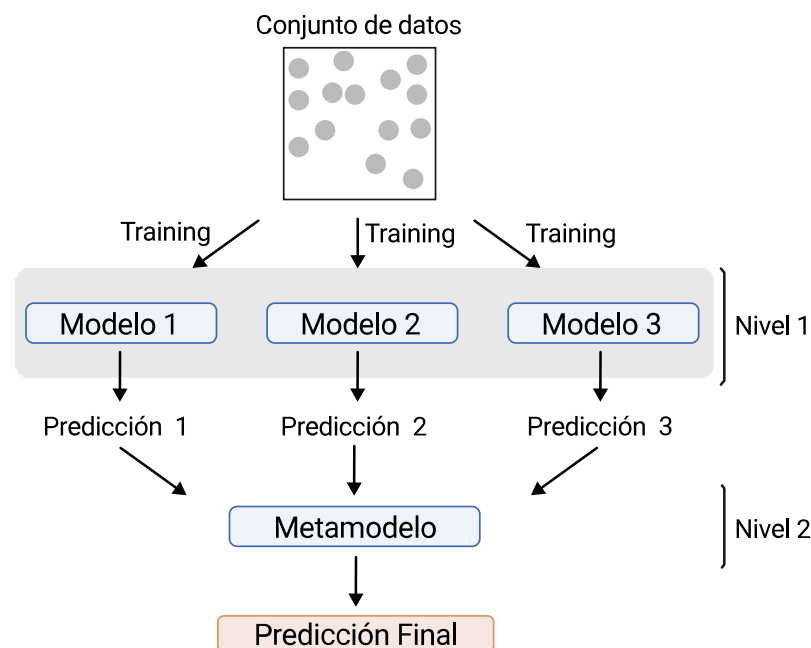 Conjunto de datos
Training
Training
Training
Modelo 1
Modelo 2
Modelo 3
Nivel 1
Predicción 1
Predicción 2
Predicción 3
Metamodelo
Nivel 2
Predicción Final